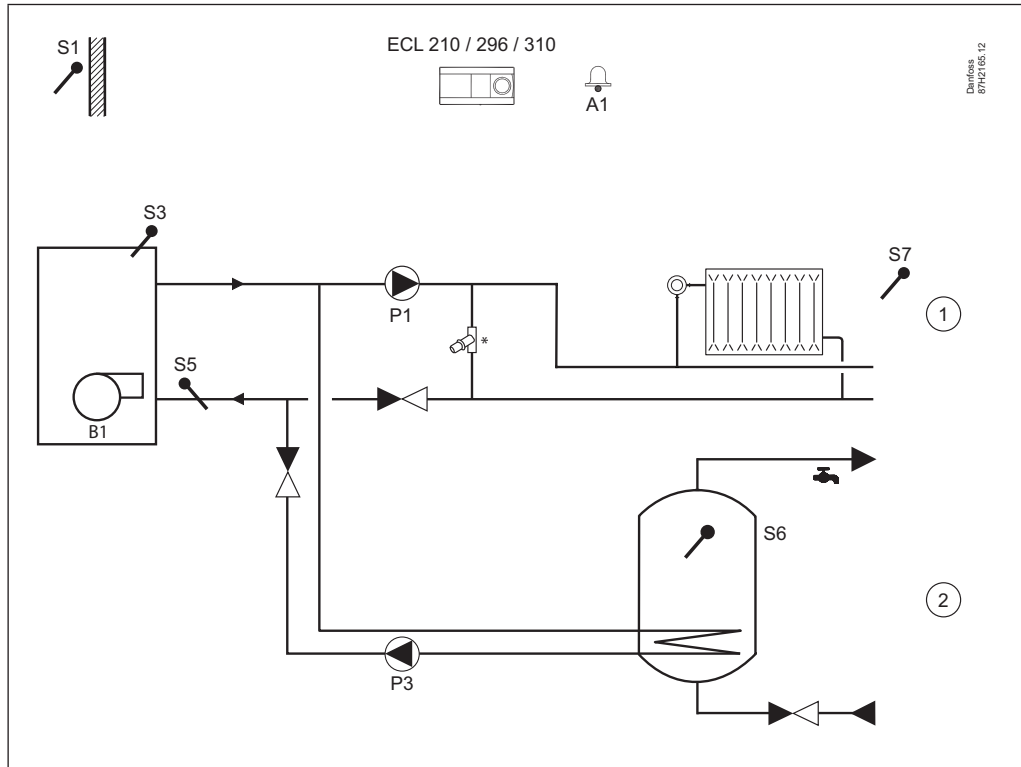 S1
ECL 210 / 296 / 310
A1
Danfoss
87H2165.12
S3
S7
P1
1
*
S5
B1
S6
2
P3